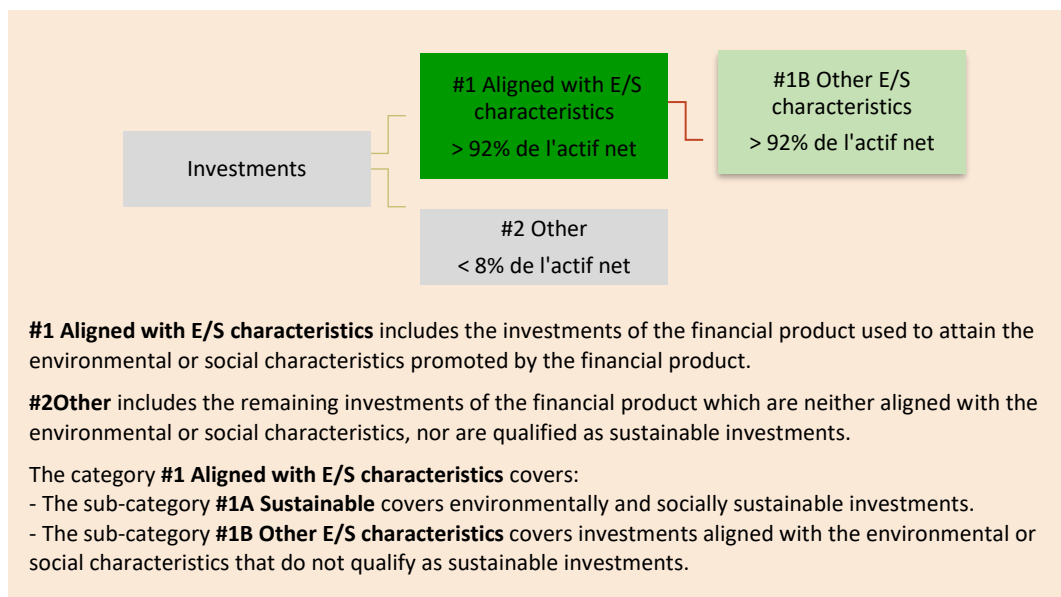 #1 Aligned with E/S
characteristics
> 92% de l'actif net
#1B Other E/S
characteristics
> 92% de l'actif net
Investments
#2 Other
< 8% de l'actif net
#1 Aligned with E/S characteristics includes the investments of the financial product used to attain the
environmental or social characteristics promoted by the financial product.
#2Other includes the remaining investments of the financial product which are neither aligned with the
environmental or social characteristics, nor are qualified as sustainable investments.
The category #1 Aligned with E/S characteristics covers:
- The sub-category #1A Sustainable covers environmentally and socially sustainable investments.
- The sub-category #1B Other E/S characteristics covers investments aligned with the environmental or
social characteristics that do not qualify as sustainable investments.